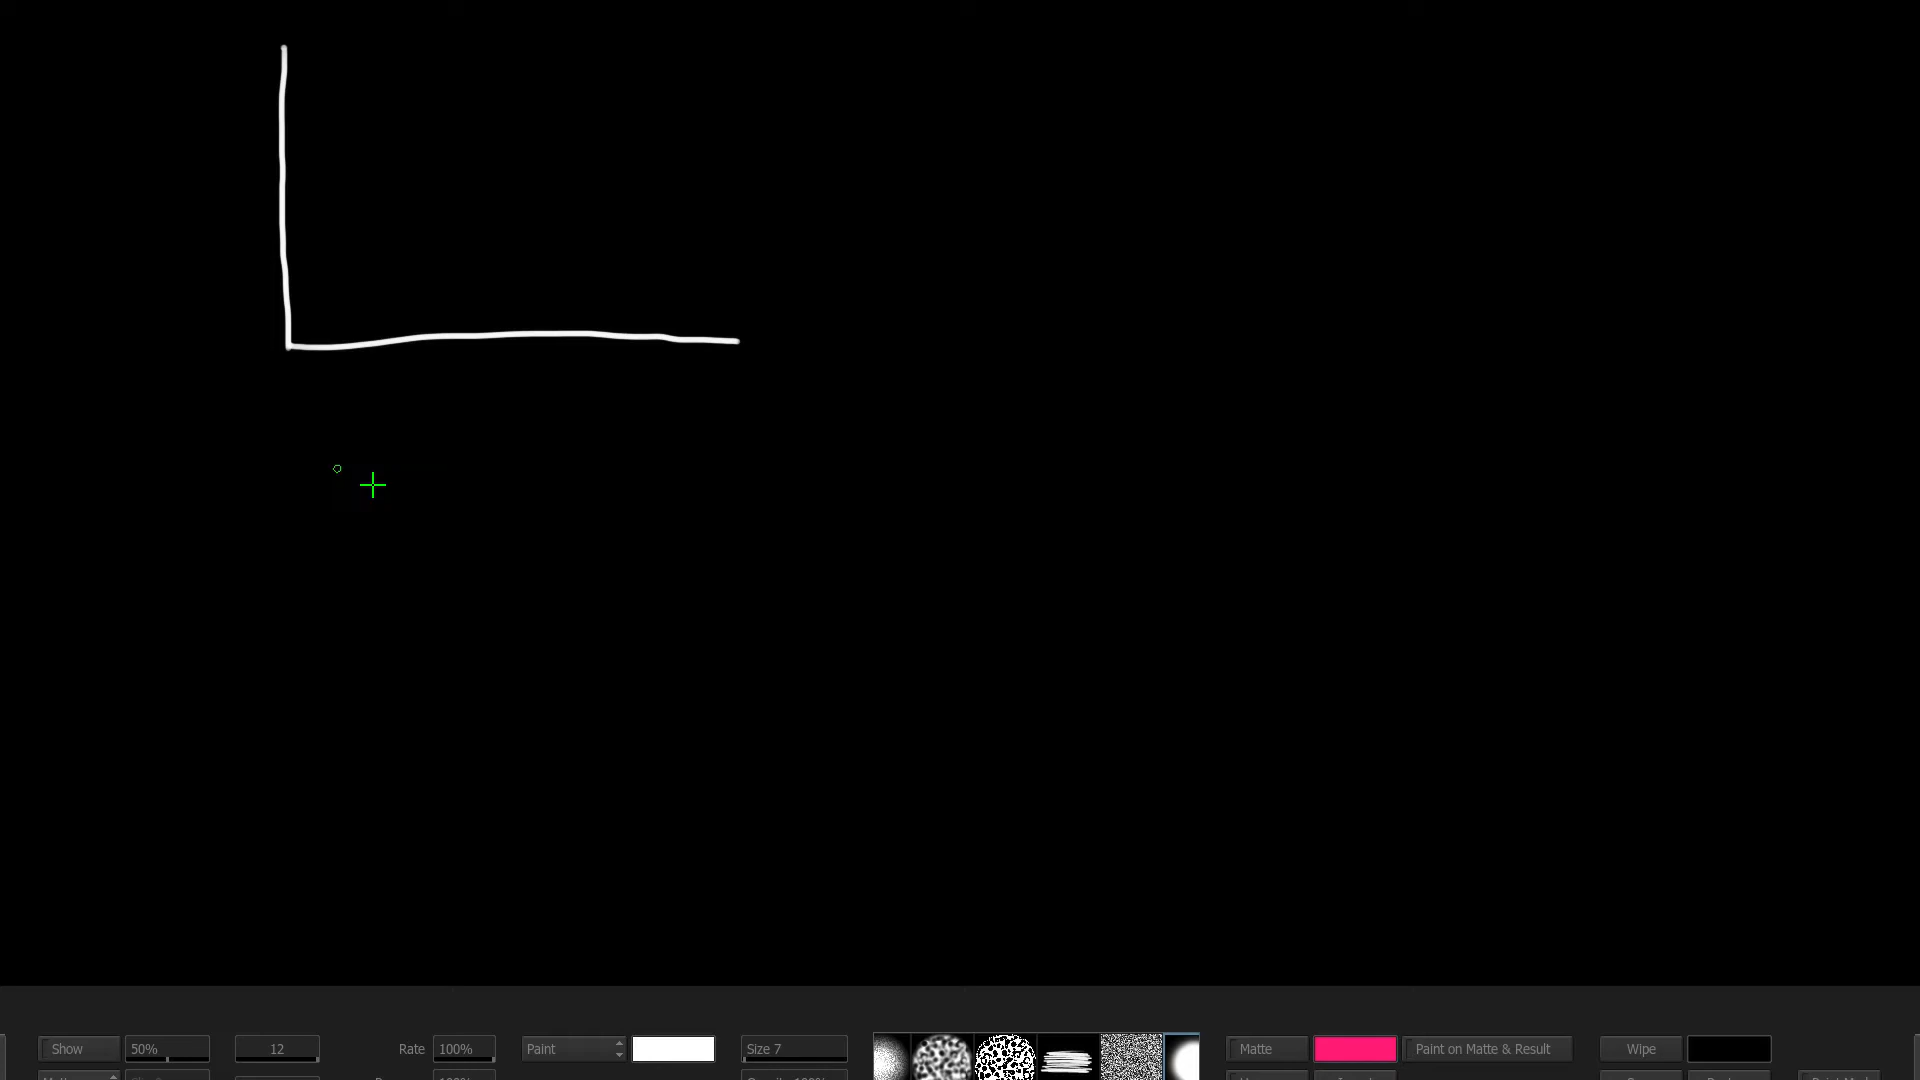 Show 50% 12 Rate 100% Paint Size 7 Matte Paint on Matte & Result Wipe